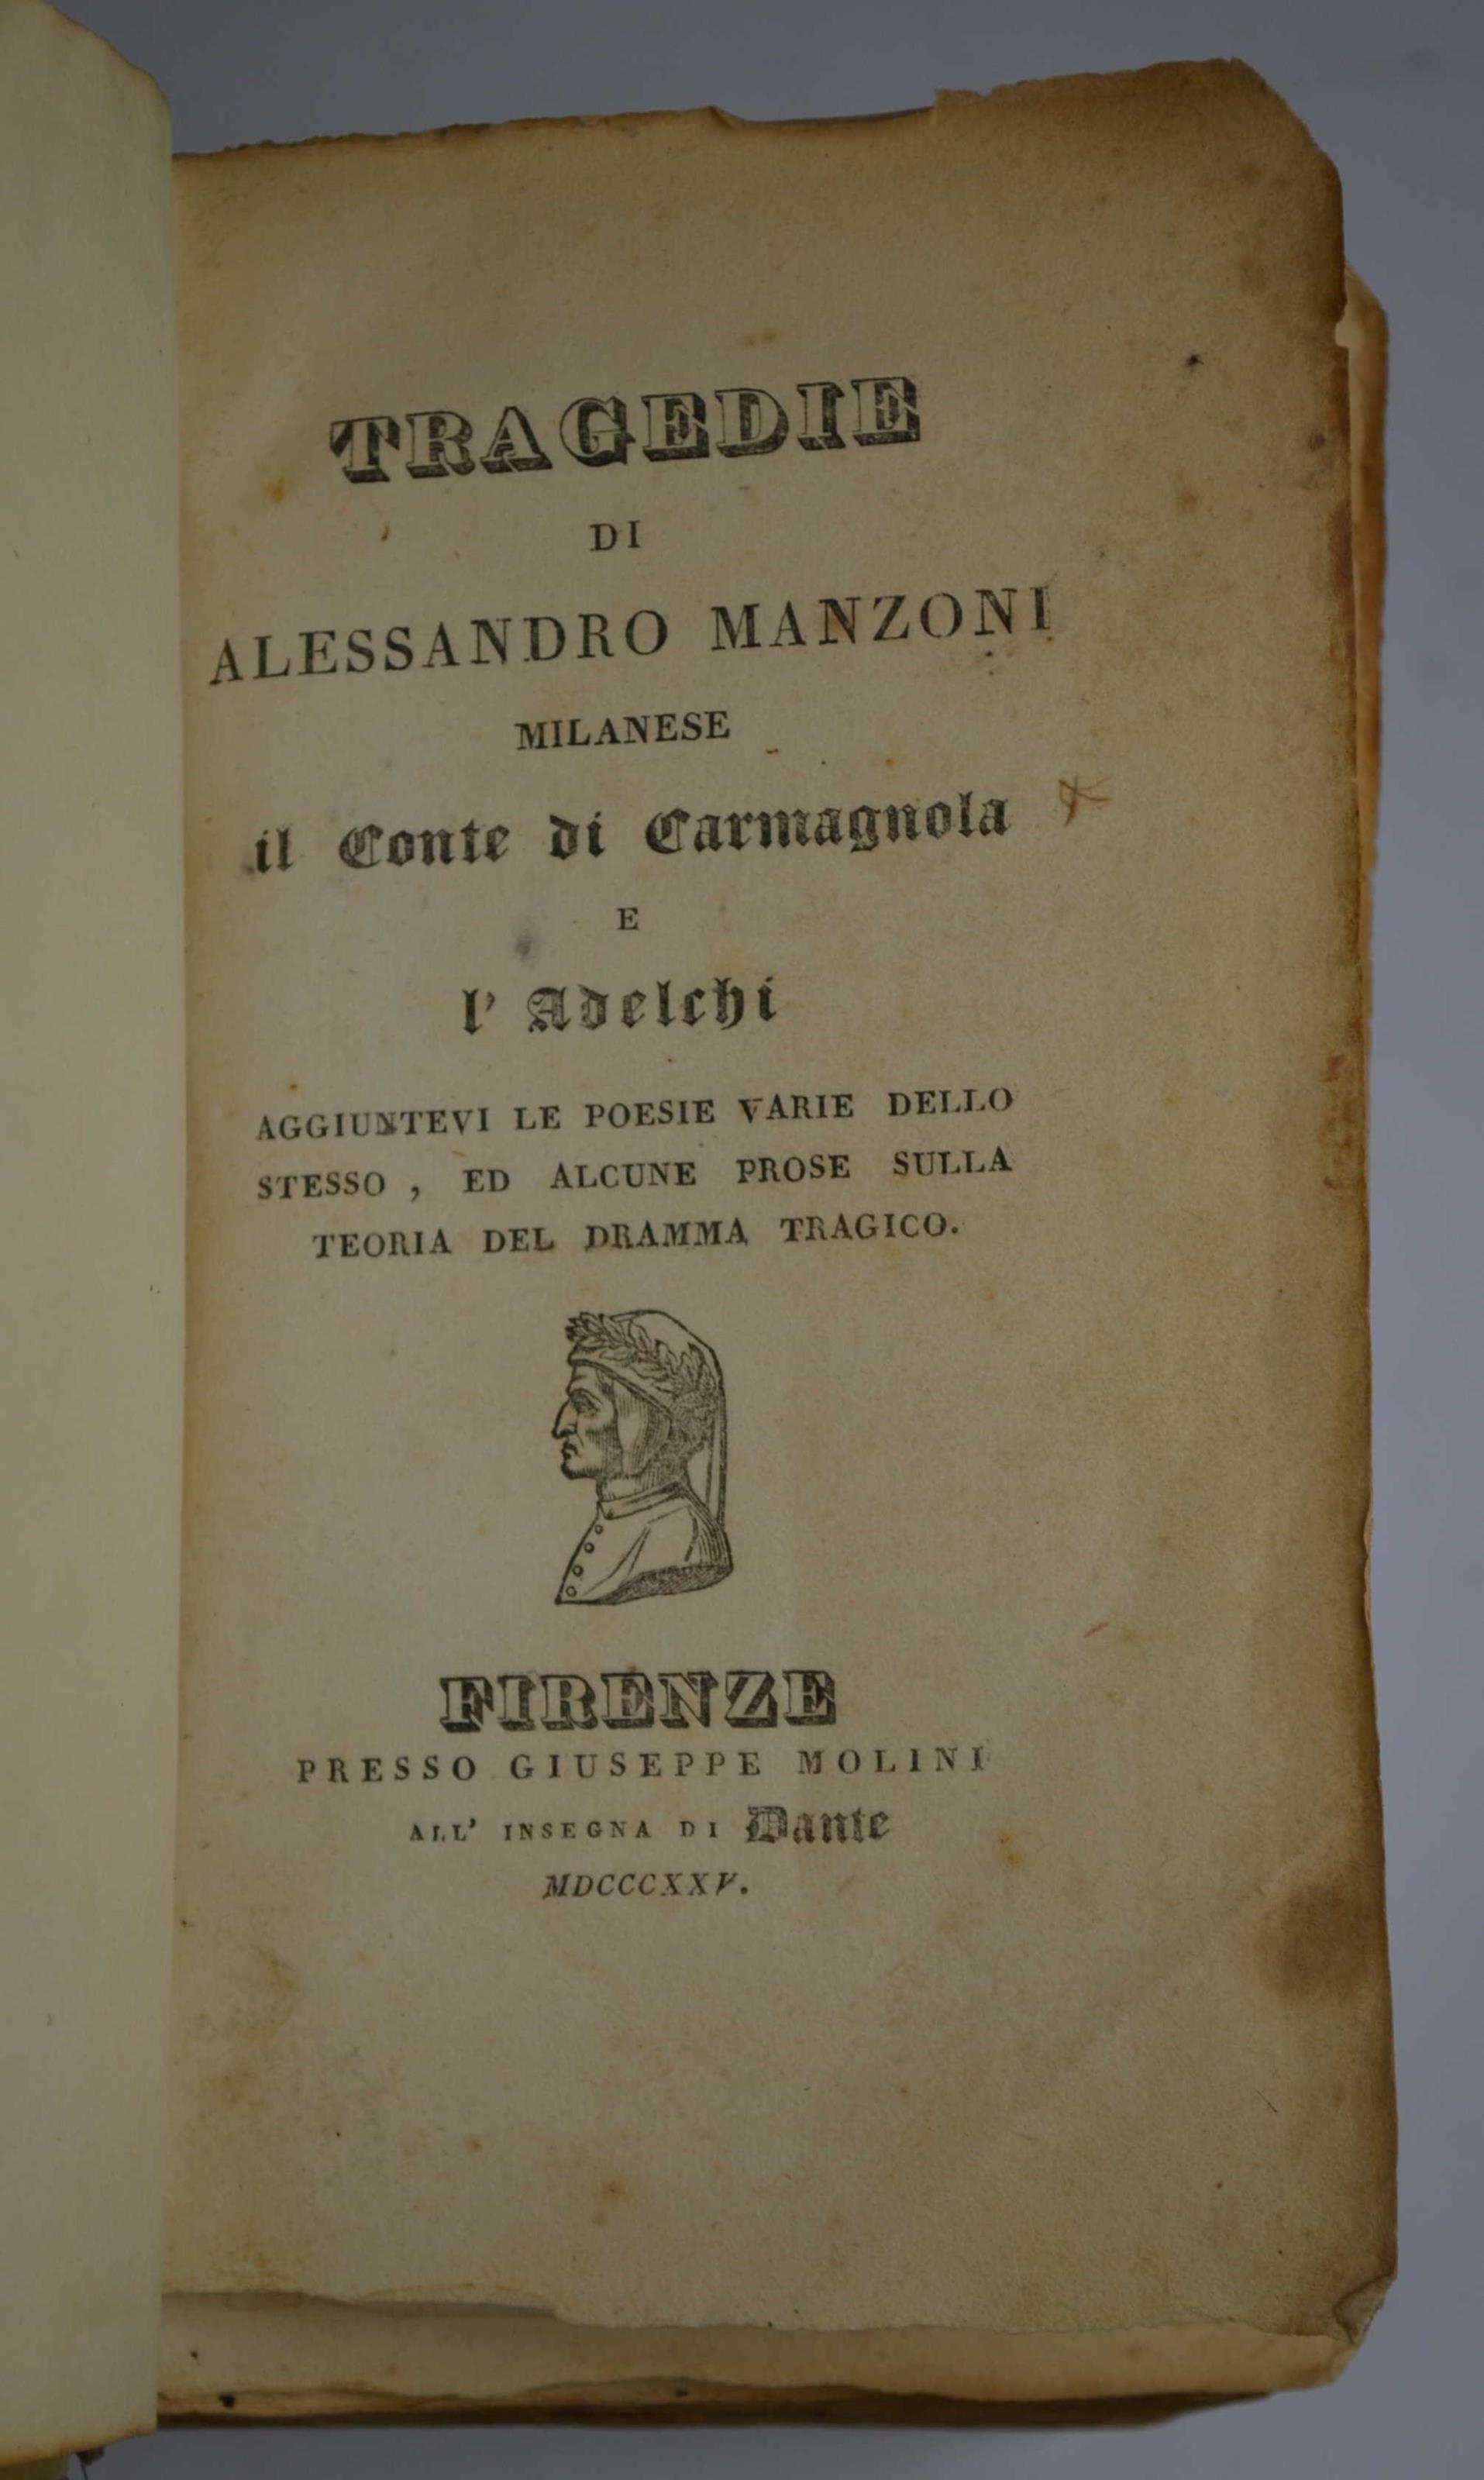 TRAGEDIE
DI
ALESSANDRO MANZONI
MILANESE
il Conte di Carmagnola
E
l' Adelchi
AGGIUNTEVI LE POESIE VARIE DELLO
STESSO , ED ALCUNE PROSE SULLA
TEORIA DEL DRAMMA TRAGICO.
FIRENZE
PRESSO GIUSEPPE MOLINI
ALL' INSEGNA DI Dante
MDCCCXXV.